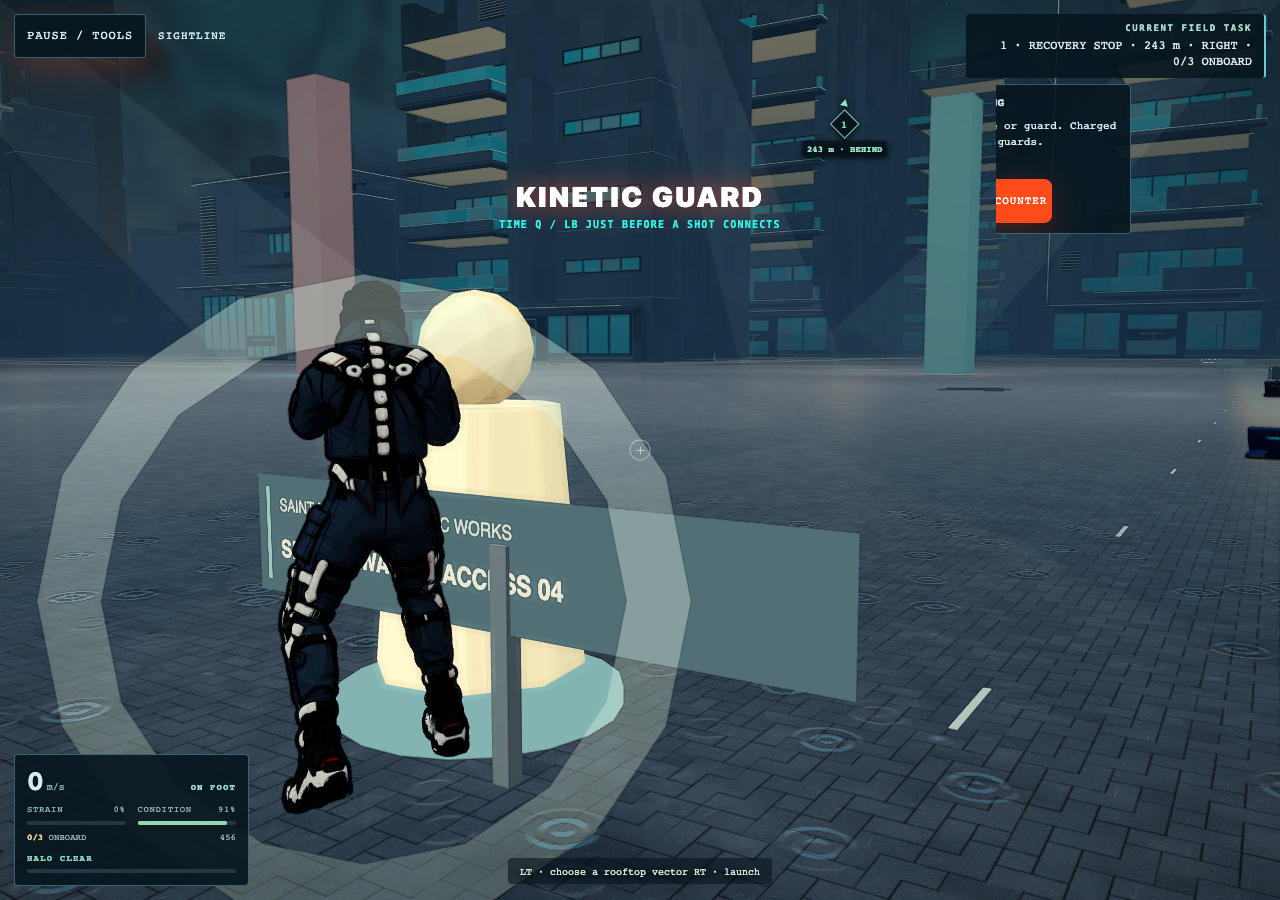 PAUSE / TOOLS
SIGHTLINE
CURRENT FIELD TASK
1 · RECOVERY STOP · 243 m · RIGHT ·
0/3 ONBOARD
or guard. Charged
guards.
COUNTER
1
243 m · BEHIND
KINETIC GUARD
TIME Q / LB JUST BEFORE A SHOT CONNECTS
SAINT
C WORKS
ACCESS 04
0 m/s
ON FOOT
STRAIN 0%
CONDITION 91%
0/3 ONBOARD
456
HALO CLEAR
LT · choose a rooftop vector RT · launch